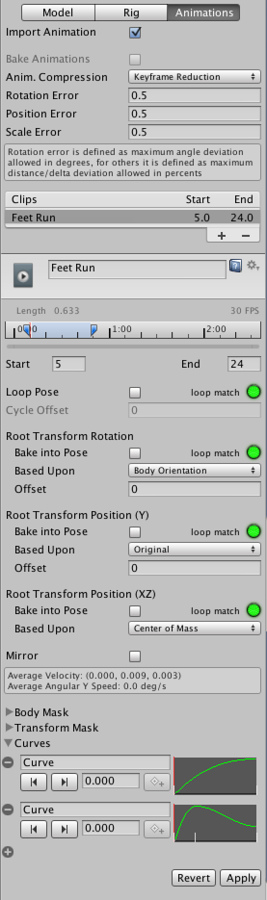 Model Rig Animations
Import Animation
Bake Animations
Anim. Compression Keyframe Reduction
Rotation Error 0.5
Position Error 0.5
Scale Error 0.5
Rotation error is defined as maximum angle deviation
allowed in degrees, for others it is defined as maximum
distance/delta deviation allowed in percents
Clips Start End
Feet Run 5.0 24.0
+ −
Feet Run
Length 0.633 30 FPS
0:00 1:00 2:00
Start 5 End 24
Loop Pose loop match
Cycle Offset 0
Root Transform Rotation
Bake into Pose loop match
Based Upon Body Orientation
Offset 0
Root Transform Position (Y)
Bake into Pose loop match
Based Upon Original
Offset 0
Root Transform Position (XZ)
Bake into Pose loop match
Based Upon Center of Mass
Mirror
Average Velocity: (0.000, 0.009, 0.003)
Average Angular Y Speed: 0.0 deg/s
Body Mask
Transform Mask
Curves
Curve
0.000
Curve
0.000
Revert Apply